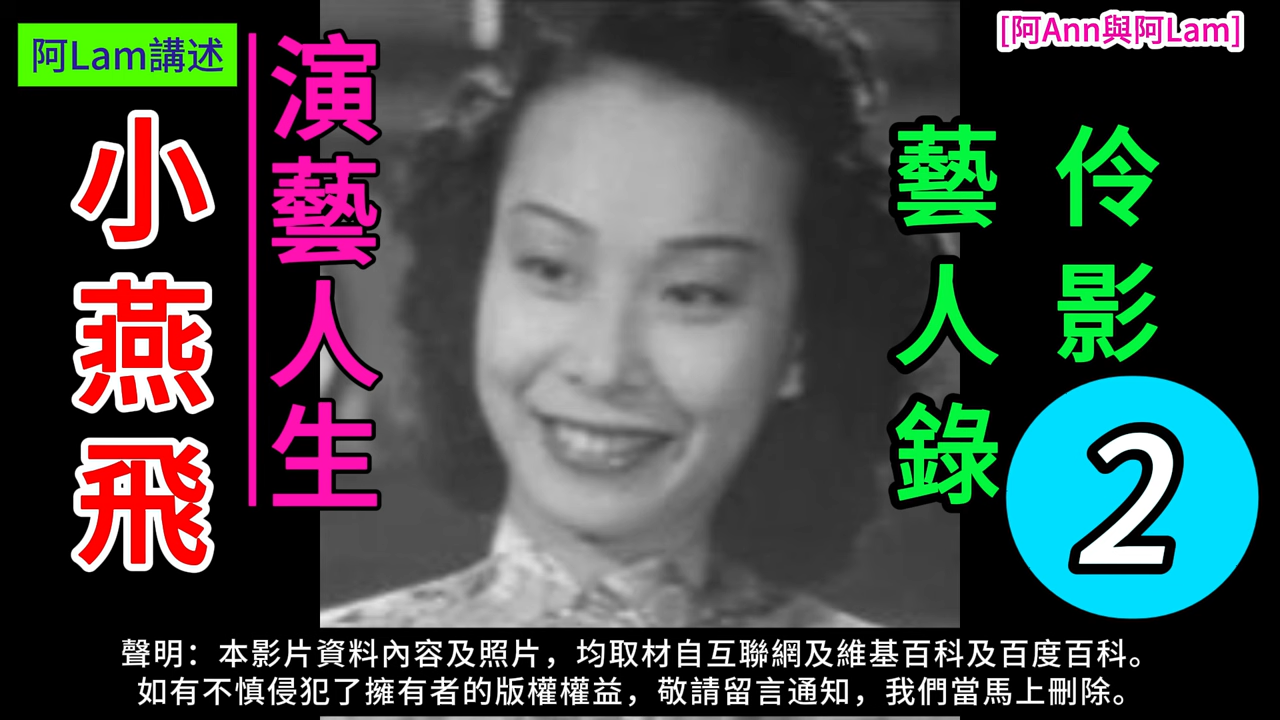 阿Lam講述
[阿Ann與阿Lam]
小燕飛
演藝人生
伶影
藝人錄
2
聲明：本影片資料內容及照片，均取材自互聯網及維基百科及百度百科。
如有不慎侵犯了擁有者的版權權益，敬請留言通知，我們當馬上刪除。